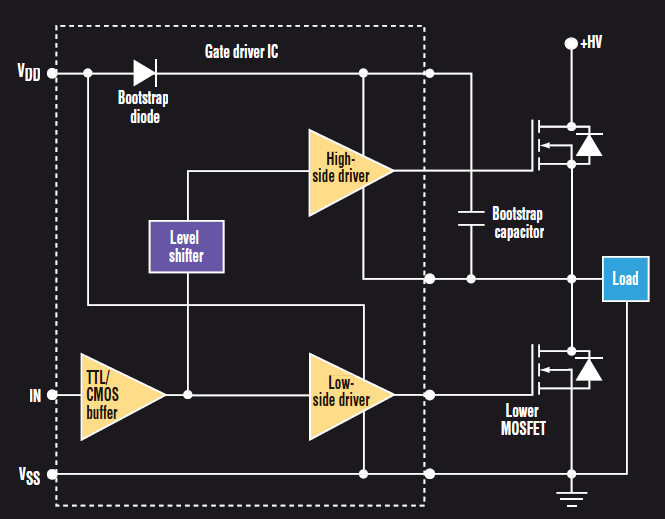 Gate driver IC
+HV
VDD
Bootstrap
diode
High-
side driver
Level
shifter
Bootstrap
capacitor
Load
TTL/
CMOS
buffer
IN
Low-
side driver
Lower
MOSFET
VSS